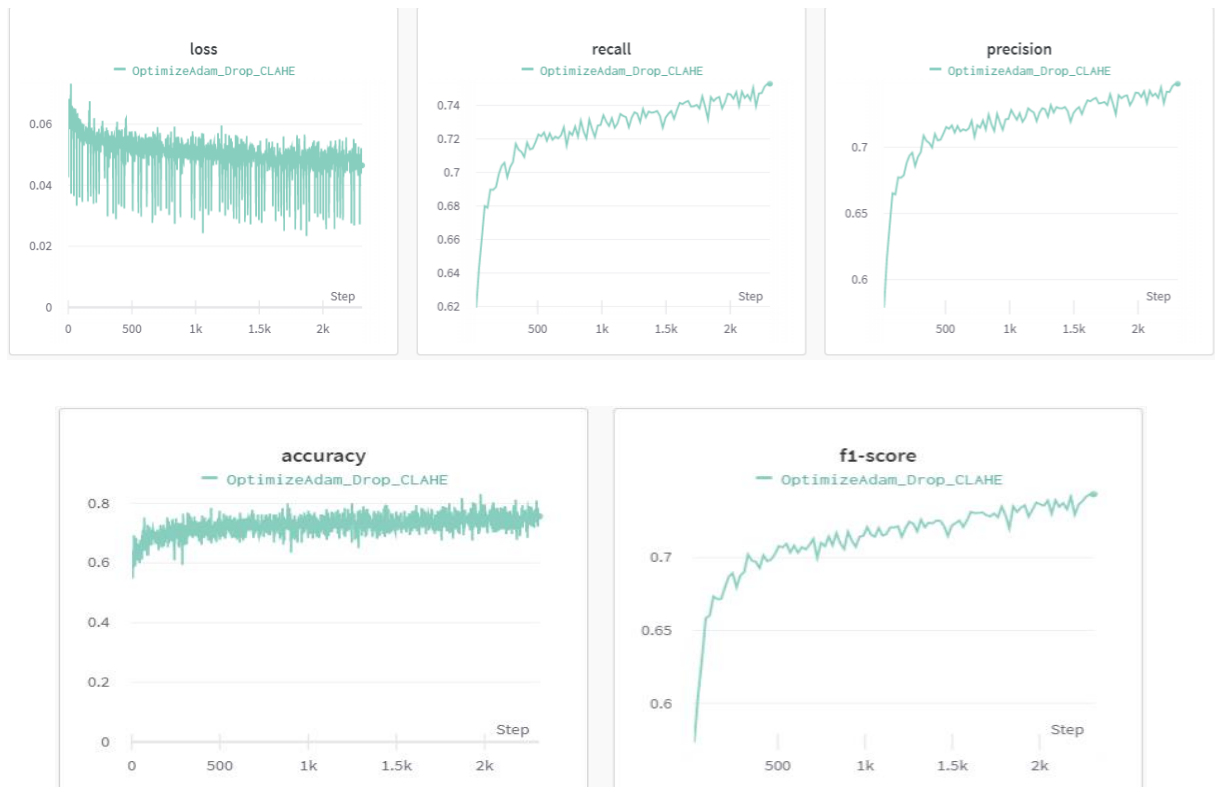 loss
OptimizeAdam_Drop_CLAHE
0.06
0.04
0.02
0
Step
0 500 1k 1.5k 2k
recall
OptimizeAdam_Drop_CLAHE
0.74
0.72
0.7
0.68
0.66
0.64
0.62
Step
500 1k 1.5k 2k
precision
OptimizeAdam_Drop_CLAHE
0.7
0.65
0.6
Step
500 1k 1.5k 2k
accuracy
OptimizeAdam_Drop_CLAHE
0.8
0.6
0.4
0.2
0
Step
0 500 1k 1.5k 2k
f1-score
OptimizeAdam_Drop_CLAHE
0.7
0.65
0.6
Step
500 1k 1.5k 2k